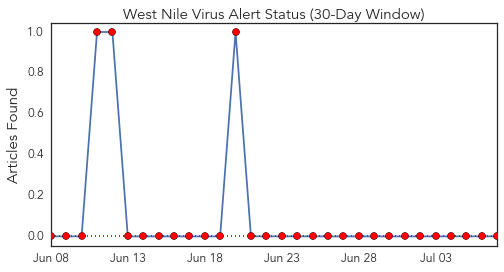 West Nile Virus Alert Status (30-Day Window)
Articles Found
1.0
0.8
0.6
0.4
0.2
0.0
Jun 08 Jun 13 Jun 18 Jun 23 Jun 28 Jul 03